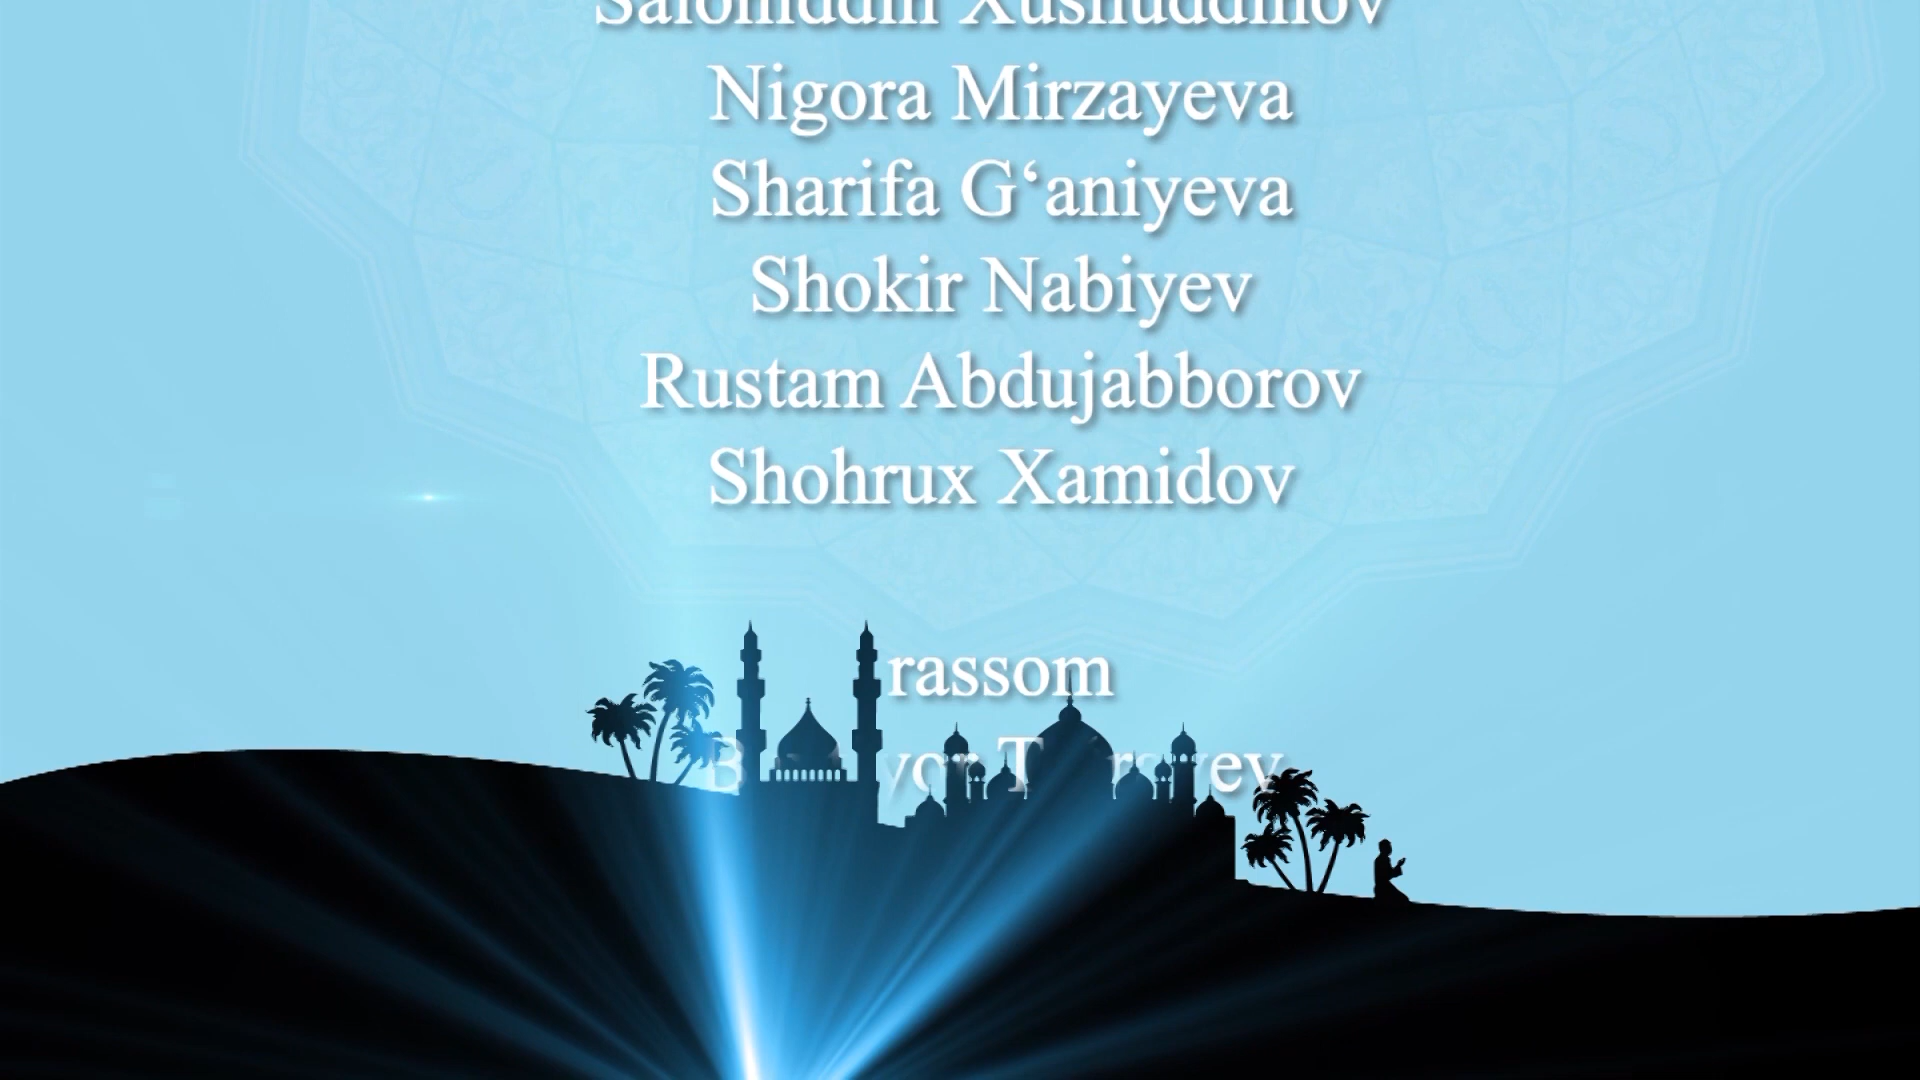 Nigora Mirzayeva
Sharifa G‘aniyeva
Shokir Nabiyev
Rustam Abdujabborov
Shohrux Xamidov
rassom